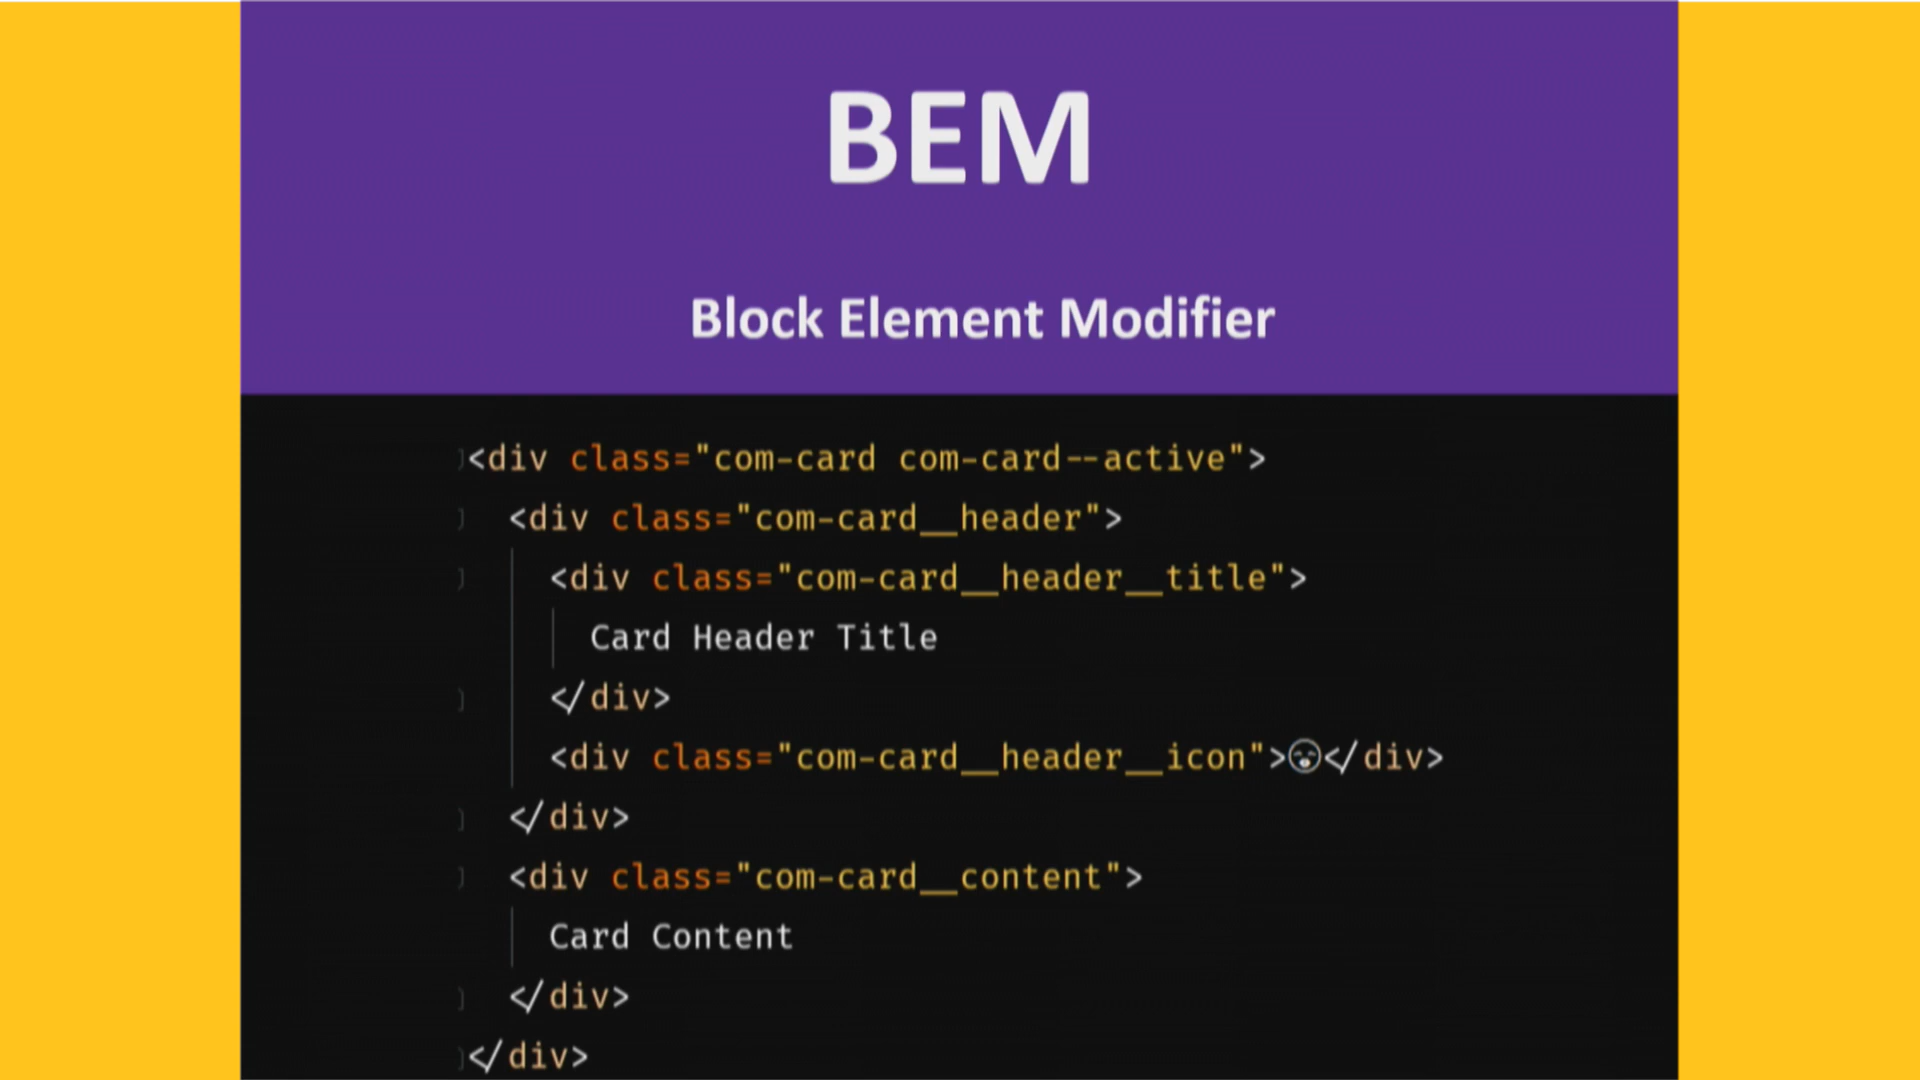 BEM
Block Element Modifier
<div class="com-card com-card--active">
<div class="com-card__header">
<div class="com-card__header__title">
Card Header Title
</div>
<div class="com-card__header__icon">😚</div>
</div>
<div class="com-card__content">
Card Content
</div>
</div>